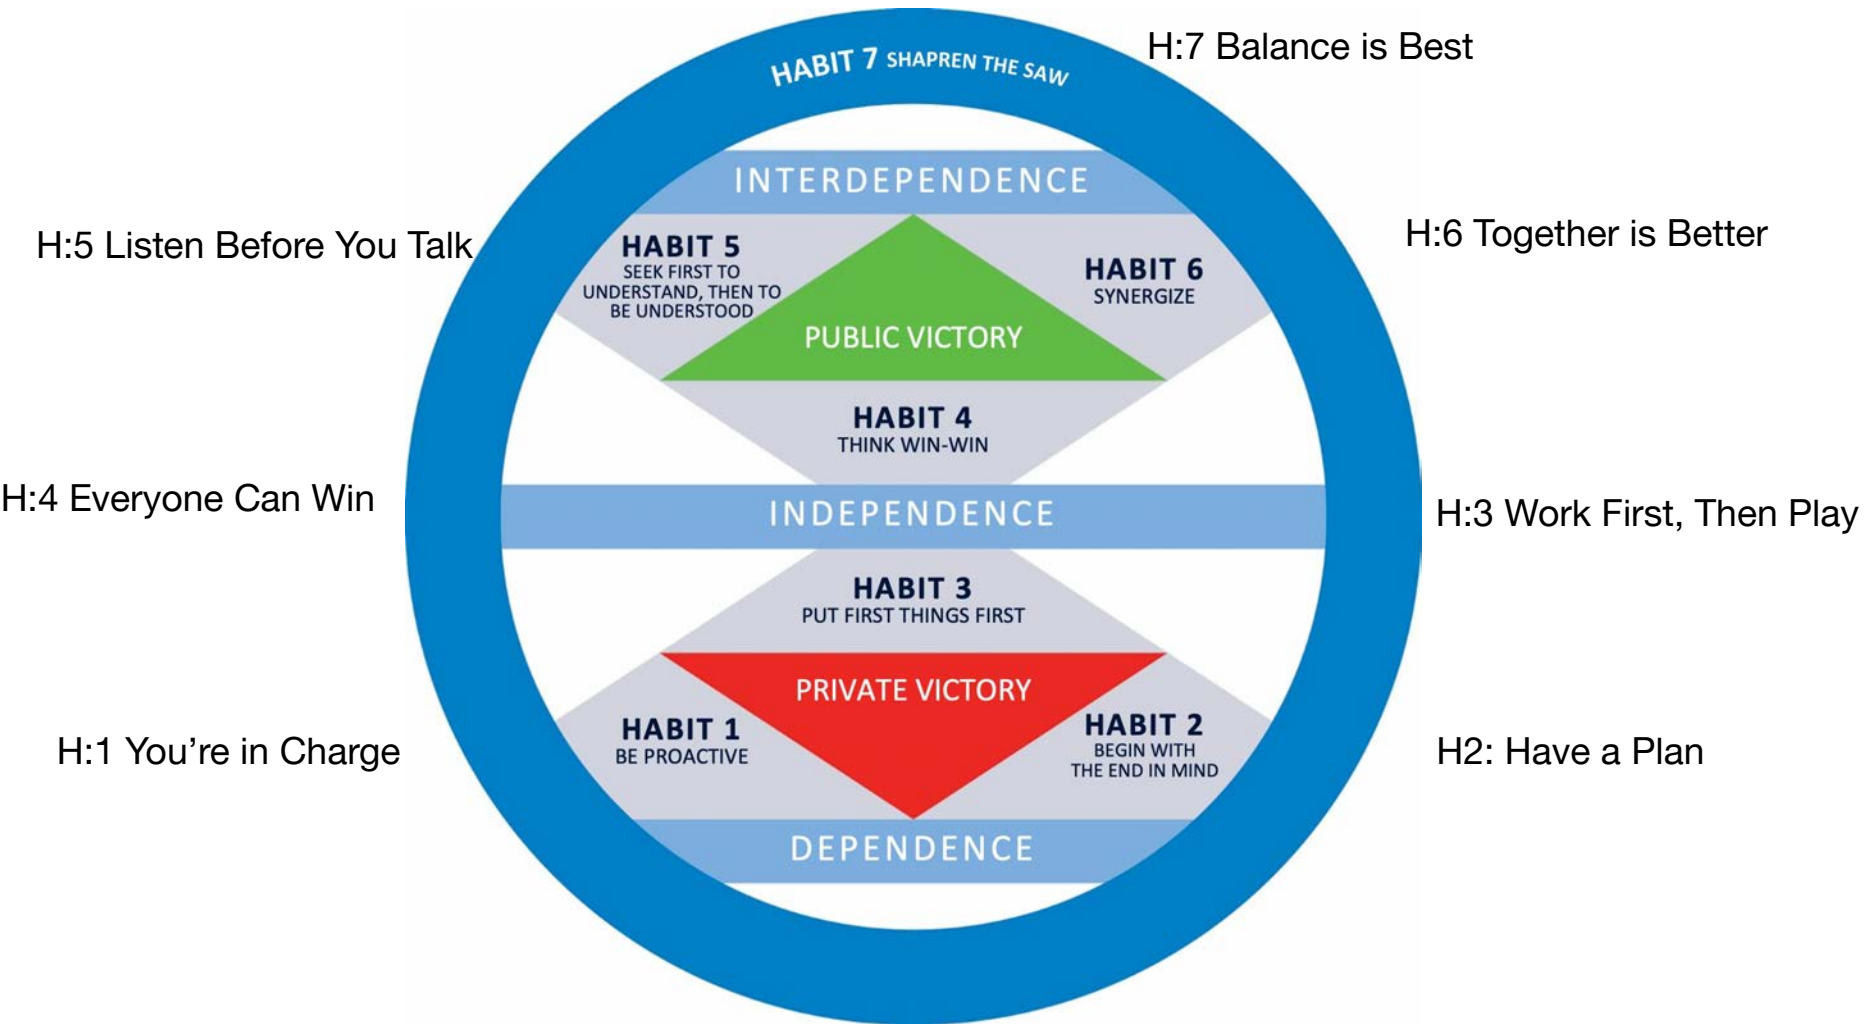 HABIT 7 SHAPREN THE SAW
H:7 Balance is Best
INTERDEPENDENCE
H:5 Listen Before You Talk
HABIT 5
SEEK FIRST TO
UNDERSTAND, THEN TO
BE UNDERSTOOD
HABIT 6
SYNERGIZE
H:6 Together is Better
PUBLIC VICTORY
HABIT 4
THINK WIN-WIN
H:4 Everyone Can Win
INDEPENDENCE
H:3 Work First, Then Play
HABIT 3
PUT FIRST THINGS FIRST
PRIVATE VICTORY
H:1 You’re in Charge
HABIT 1
BE PROACTIVE
HABIT 2
BEGIN WITH
THE END IN MIND
H2: Have a Plan
DEPENDENCE